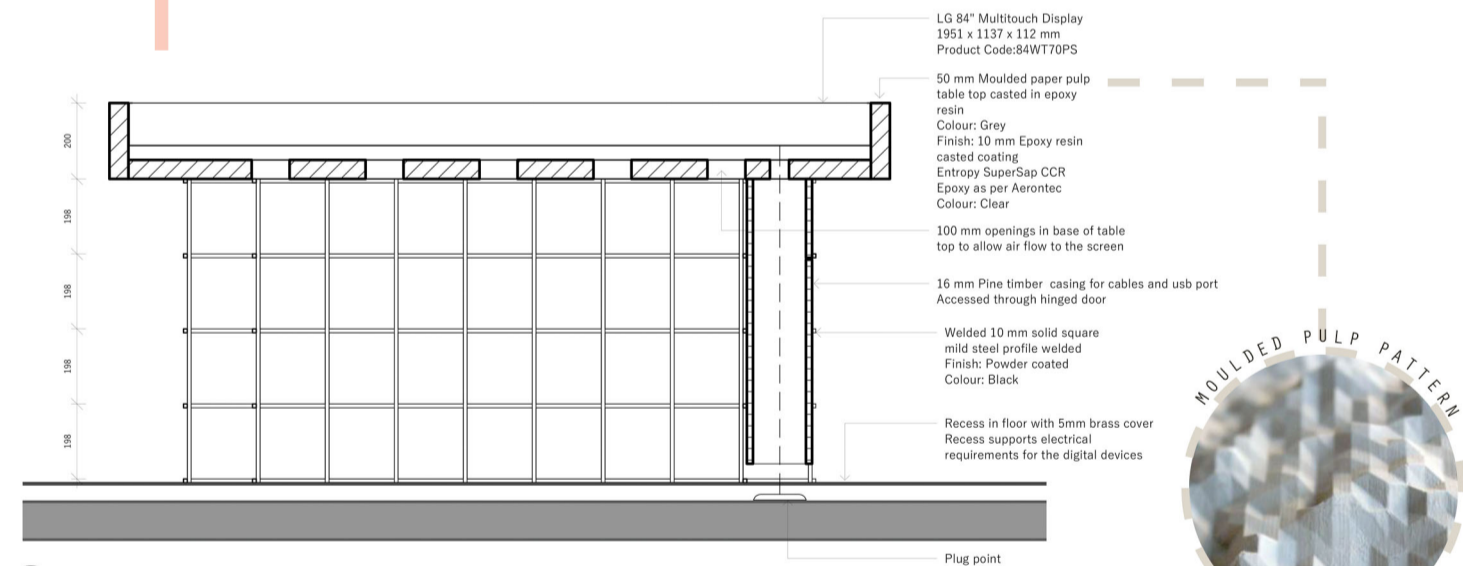 LG 84" Multitouch Display
1951 x 1137 x 112 mm
Product Code:84WT70PS
50 mm Moulded paper pulp
table top casted in epoxy
resin
Colour: Grey
Finish: 10 mm Epoxy resin
casted coating
Entropy SuperSap CCR
Epoxy as per Aerontec
Colour: Clear
100 mm openings in base of table
top to allow air flow to the screen
16 mm Pine timber casing for cables and usb port
Accessed through hinged door
Welded 10 mm solid square
mild steel profile welded
Finish: Powder coated
Colour: Black
Recess in floor with 5mm brass cover
Recess supports electrical
requirements for the digital devices
Plug point
200
198
198
198
198
MOULDED PULP PATTERN